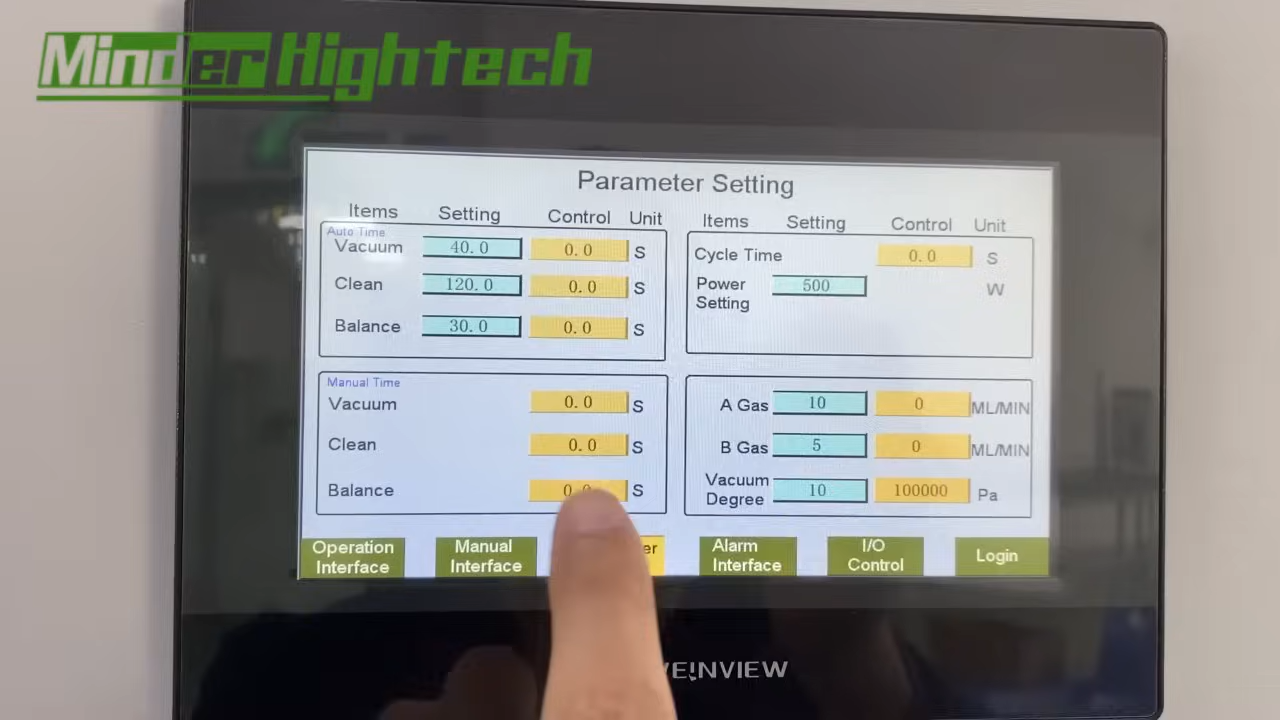 Minder Hightech
Parameter Setting
Items Setting Control Unit
Auto Time
Vacuum 40.0 0.0 S
Clean 120.0 0.0 S
Balance 30.0 0.0 S
Items Setting Control Unit
Cycle Time 0.0 S
Power Setting 500 W
Manual Time
Vacuum 0.0 S
Clean 0.0 S
Balance S
A Gas 10 0 ML/MIN
B Gas 5 0 ML/MIN
Vacuum Degree 10 100000 Pa
Operation
Interface
Manual
Interface
Alarm
Interface
I/O
Control
Login